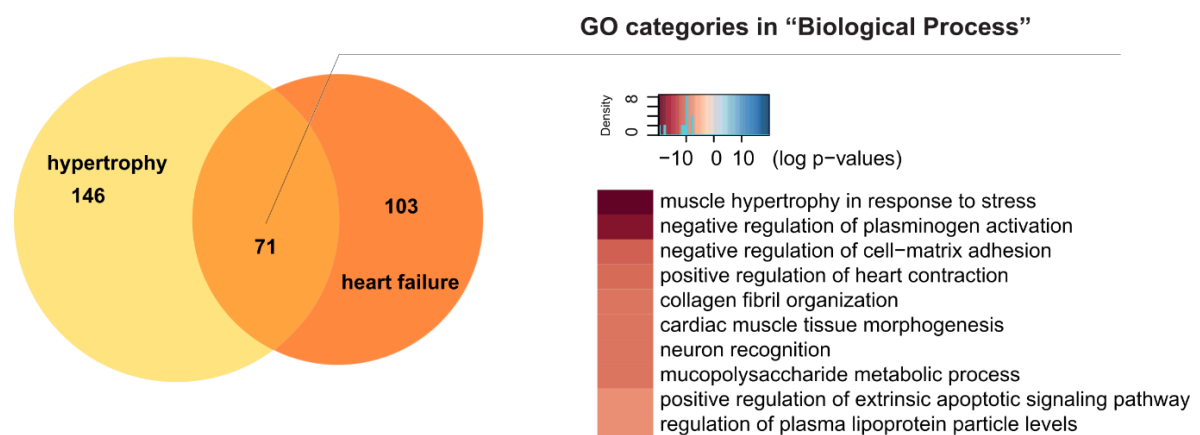 GO categories in “Biological Process”
hypertrophy
146
71
103
heart failure
Density
8
0
−10 0 10 (log p-values)
muscle hypertrophy in response to stress
negative regulation of plasminogen activation
negative regulation of cell−matrix adhesion
positive regulation of heart contraction
collagen fibril organization
cardiac muscle tissue morphogenesis
neuron recognition
mucopolysaccharide metabolic process
positive regulation of extrinsic apoptotic signaling pathway
regulation of plasma lipoprotein particle levels